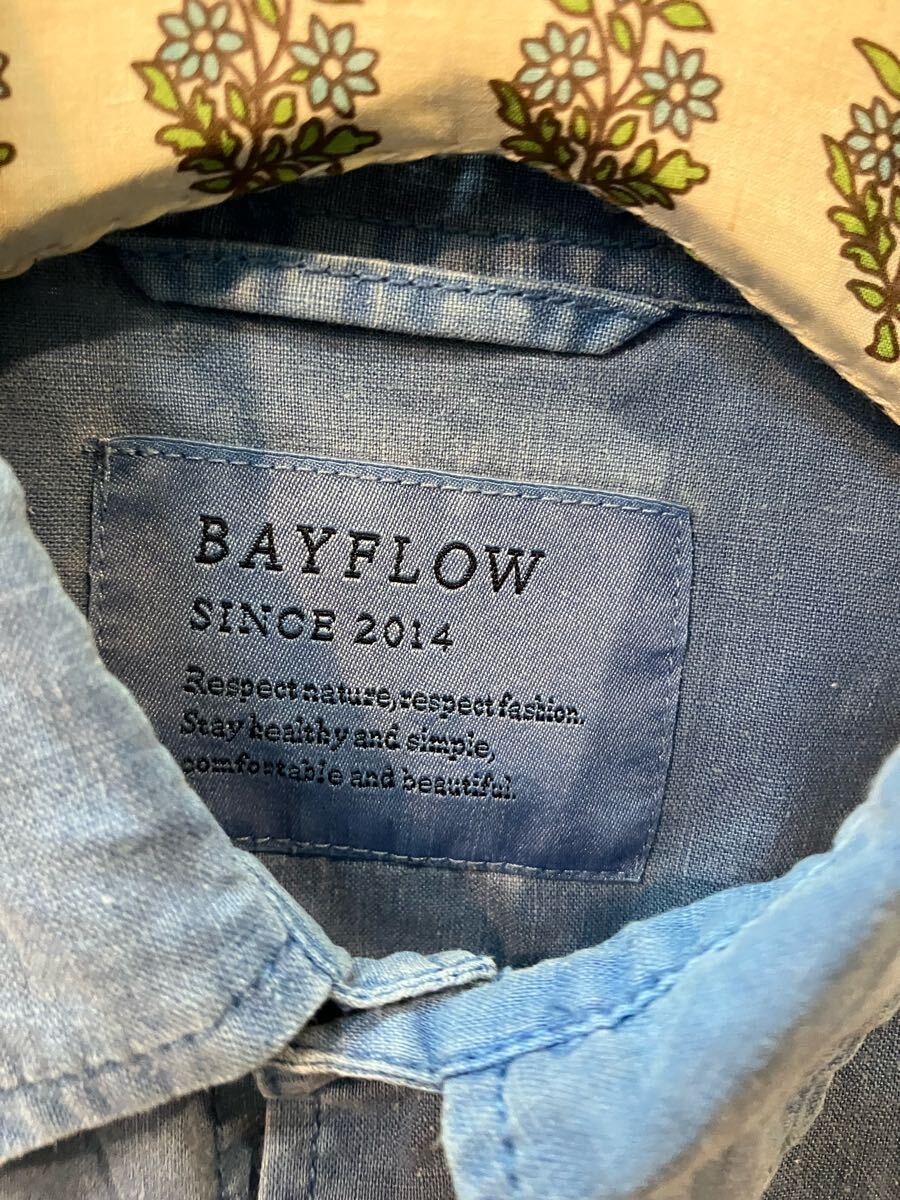 BAYFLOW
SINCE 2014
Respect nature, respect fashion.
Stay healthy and simple,
comfortable and beautiful.